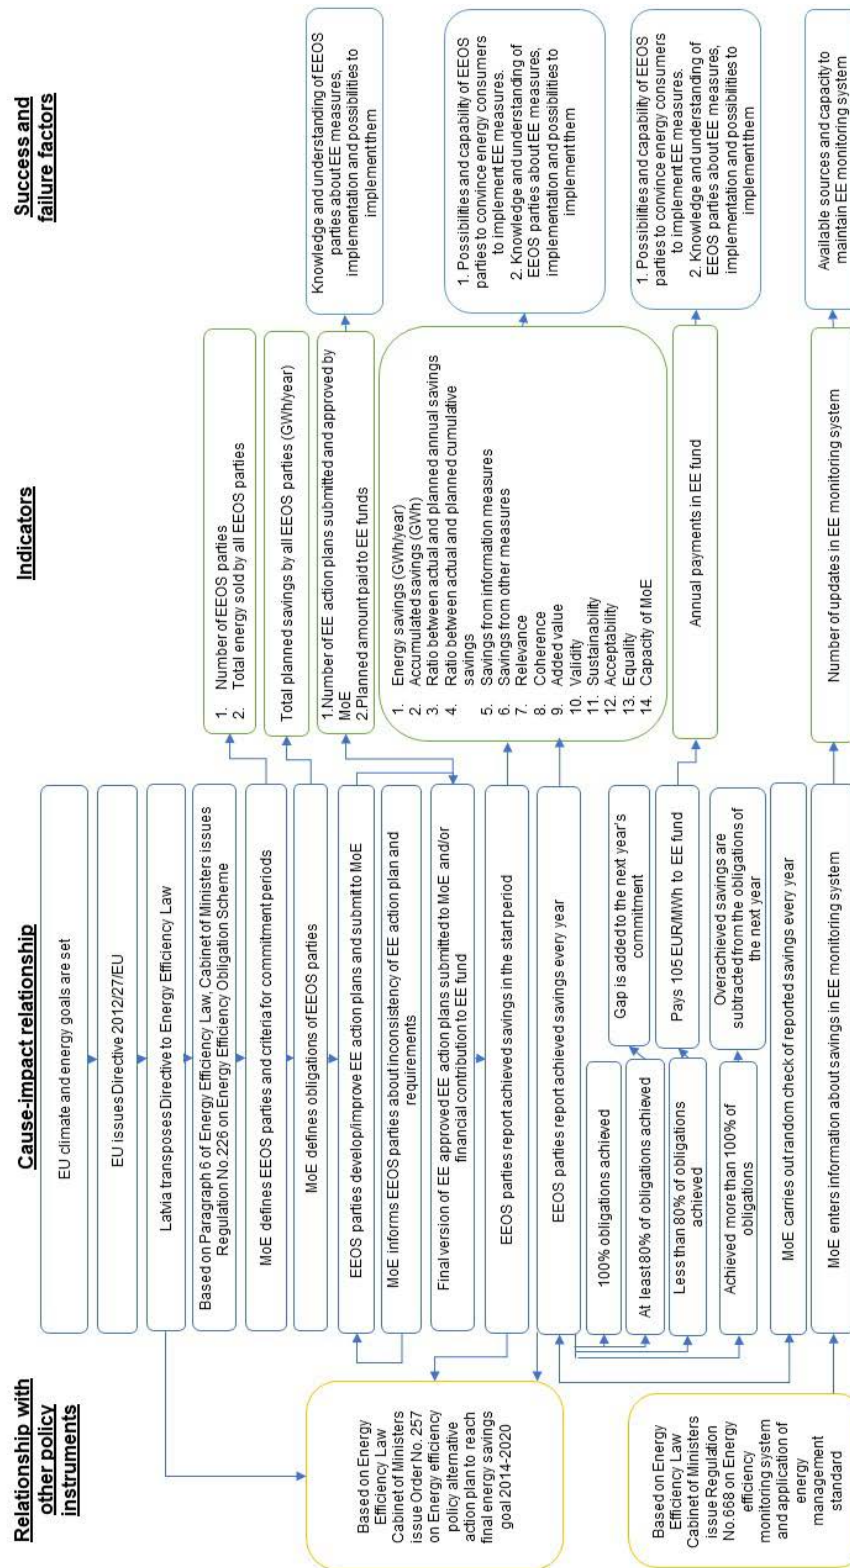 Relationship with
other policy
instruments
Cause-impact relationship
Indicators
Success and
failure factors
EU climate and energy goals are set
EU issues Directive 2012/27/EU
Latvia transposes Directive to Energy Efficiency Law
Based on Paragraph 6 of Energy Efficiency Law, Cabinet of Ministers issues
Regulation No.226 on Energy Efficiency Obligation Scheme
MoE defines EEOS parties and criteria for commitment periods
1. Number of EEOS parties
2. Total energy sold by all EEOS parties
MoE defines obligations of EEOS parties
Total planned savings by all EEOS parties (GWh/year)
EEOS parties develop/improve EE action plans and submit to MoE
MoE informs EEOS parties about inconsistency of EE action plan and
requirements
Final version of EE approved EE action plans submitted to MoE and/or
financial contribution to EE fund
1.Number of EE action plans submitted and approved by
MoE
2.Planned amount paid to EE funds
Knowledge and understanding of EEOS
parties about EE measures,
implementation and possibilities to
implement them
Based on Energy
Efficiency Law
Cabinet of Ministers
issue Order No. 257
on Energy efficiency
policy alternative
action plan to reach
final energy savings
goal 2014-2020
EEOS parties report achieved savings in the start period
EEOS parties report achieved savings every year
1. Energy savings (GWh/year)
2. Accumulated savings (GWh)
3. Ratio between actual and planned annual savings
4. Ratio between actual and planned cumulative
savings
5. Savings from information measures
6. Savings from other measures
7. Relevance
8. Coherence
9. Added value
10. Validity
11. Sustainability
12. Acceptability
13. Equality
14. Capacity of MoE
1. Possibilities and capability of EEOS
parties to convince energy consumers
to implement EE measures.
2. Knowledge and understanding of
EEOS parties about EE measures,
implementation and possibilities to
implement them
100% obligations achieved
At least 80% of obligations achieved
Gap is added to the next year's
commitment
Less than 80% of obligations
achieved
Pays 105 EUR/MWh to EE fund
Annual payments in EE fund
1. Possibilities and capability of EEOS
parties to convince energy consumers
to implement EE measures.
2. Knowledge and understanding of
EEOS parties about EE measures,
implementation and possibilities to
implement them
Achieved more than 100% of
obligations
Overachieved savings are
subtracted from the obligations of
the next year
MoE carries out random check of reported savings every year
Based on Energy
Efficiency Law
Cabinet of Ministers
issue Regulation
No.668 on Energy
efficiency
monitoring system
and application of
energy
management
standard
MoE enters information about savings in EE monitoring system
Number of updates in EE monitoring system
Available sources and capacity to
maintain EE monitoring system